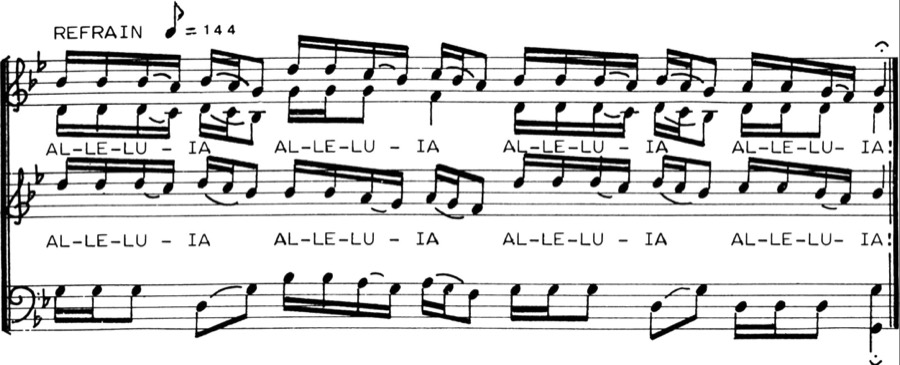 REFRAIN ♪ = 144
AL-LE-LU - IA AL-LE-LU - IA AL-LE-LU - IA AL-LE-LU- IA!
AL-LE-LU - IA AL-LE-LU - IA AL-LE-LU - IA AL-LE-LU- IA!